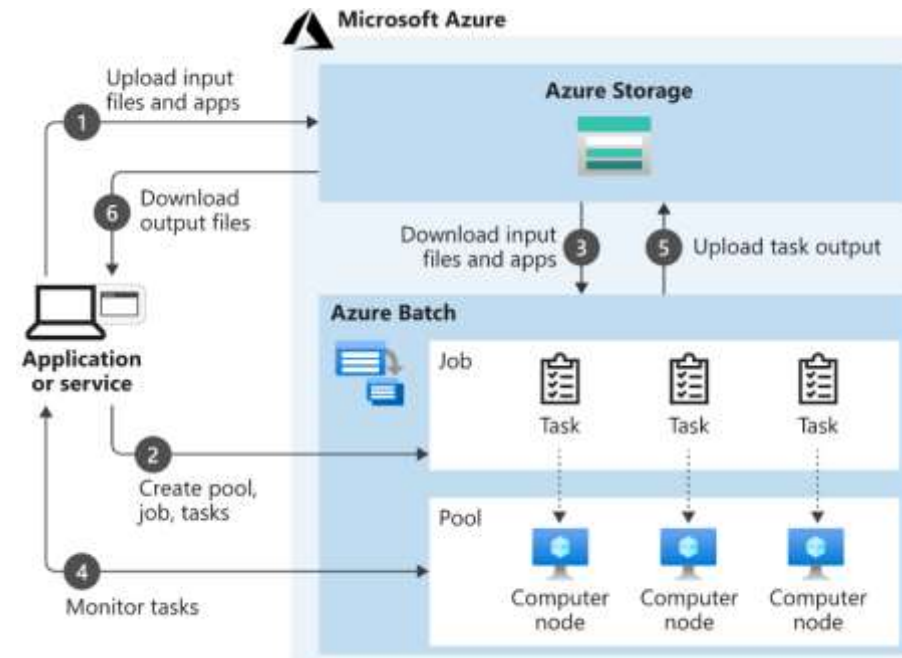 Microsoft Azure
Upload input
files and apps
1
Azure Storage
6
Download
output files
Download input
files and apps
3
5
Upload task output
Azure Batch
Application
or service
Job
Task
Task
Task
2
Create pool,
job, tasks
Pool
4
Monitor tasks
Computer
node
Computer
node
Computer
node